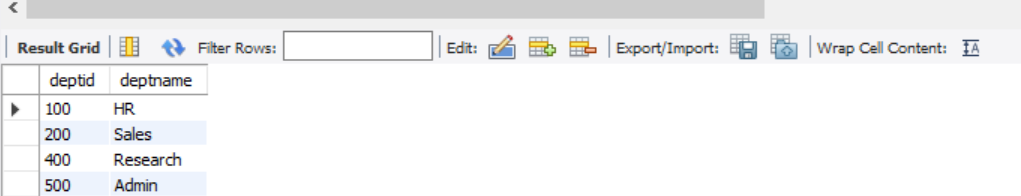 Result Grid Filter Rows: Edit: Export/Import: Wrap Cell Content: IA
deptid deptname
100 HR
200 Sales
400 Research
500 Admin